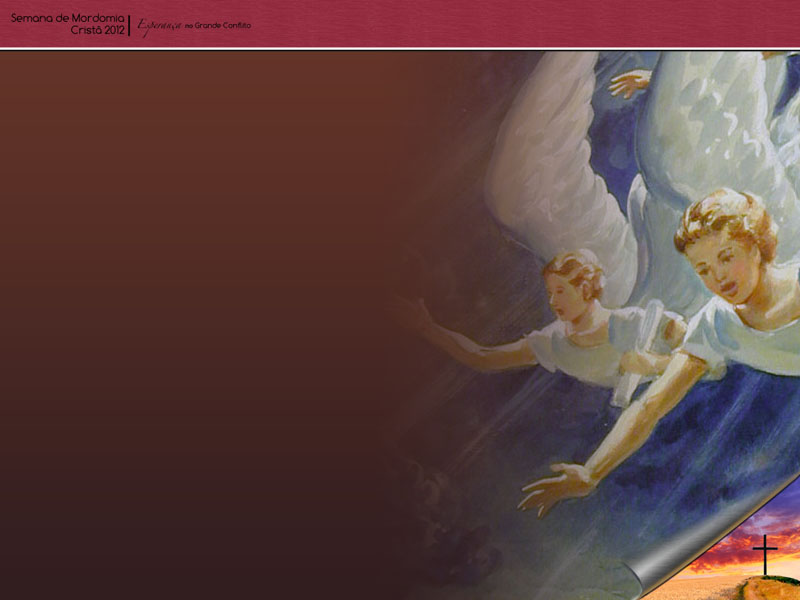 Semana de Mordomia
Cristã 2012
Esperança no Grande Conflito